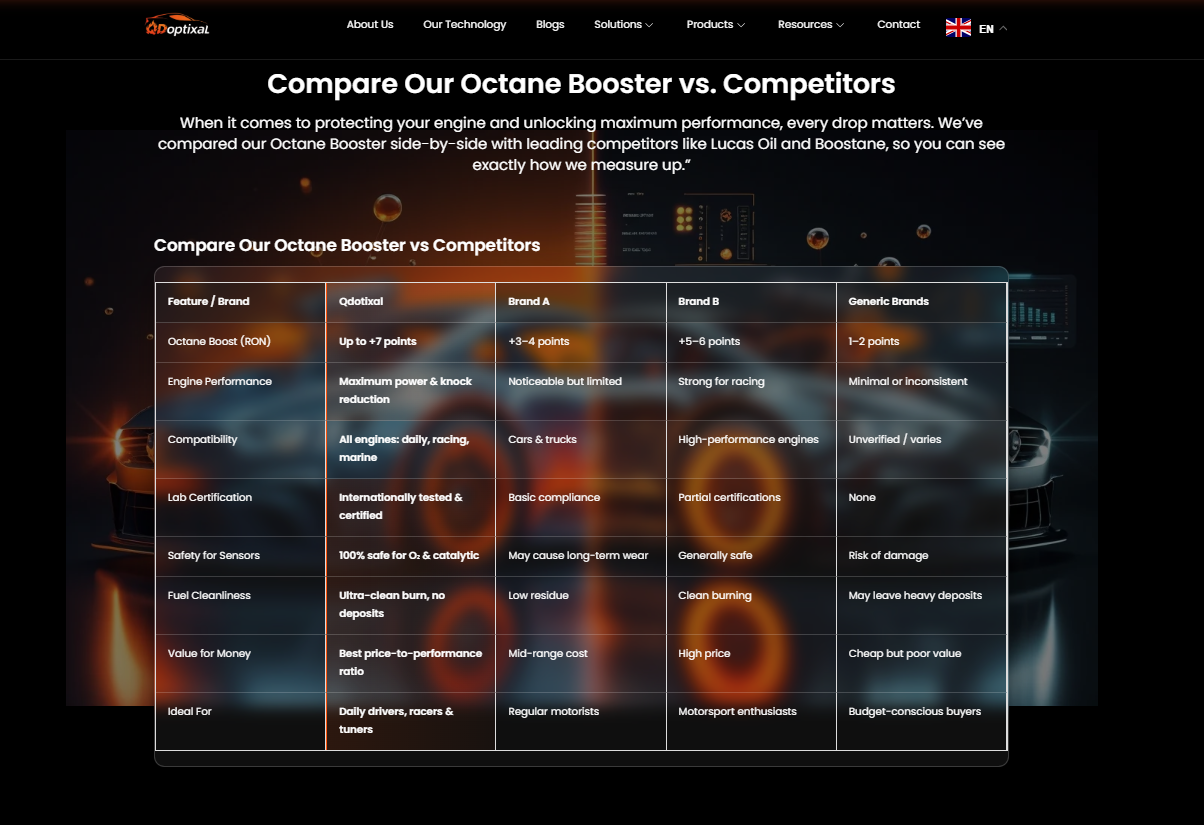 QDoptixal
About Us Our Technology Blogs Solutions Products Resources Contact EN
Compare Our Octane Booster vs. Competitors
When it comes to protecting your engine and unlocking maximum performance, every drop matters. We’ve
compared our Octane Booster side-by-side with leading competitors like Lucas Oil and Boostane, so you can see
exactly how we measure up.”
Compare Our Octane Booster vs Competitors
Feature / Brand Qdotixal Brand A Brand B Generic Brands
Octane Boost (RON) Up to +7 points +3–4 points +5–6 points 1–2 points
Engine Performance Maximum power & knock Noticeable but limited Strong for racing Minimal or inconsistent
reduction
Compatibility All engines: daily, racing, Cars & trucks High-performance engines Unverified / varies
marine
Lab Certification Internationally tested & Basic compliance Partial certifications None
certified
Safety for Sensors 100% safe for O₂ & catalytic May cause long-term wear Generally safe Risk of damage
Fuel Cleanliness Ultra-clean burn, no Low residue Clean burning May leave heavy deposits
deposits
Value for Money Best price-to-performance Mid-range cost High price Cheap but poor value
ratio
Ideal For Daily drivers, racers & Regular motorists Motorsport enthusiasts Budget-conscious buyers
tuners